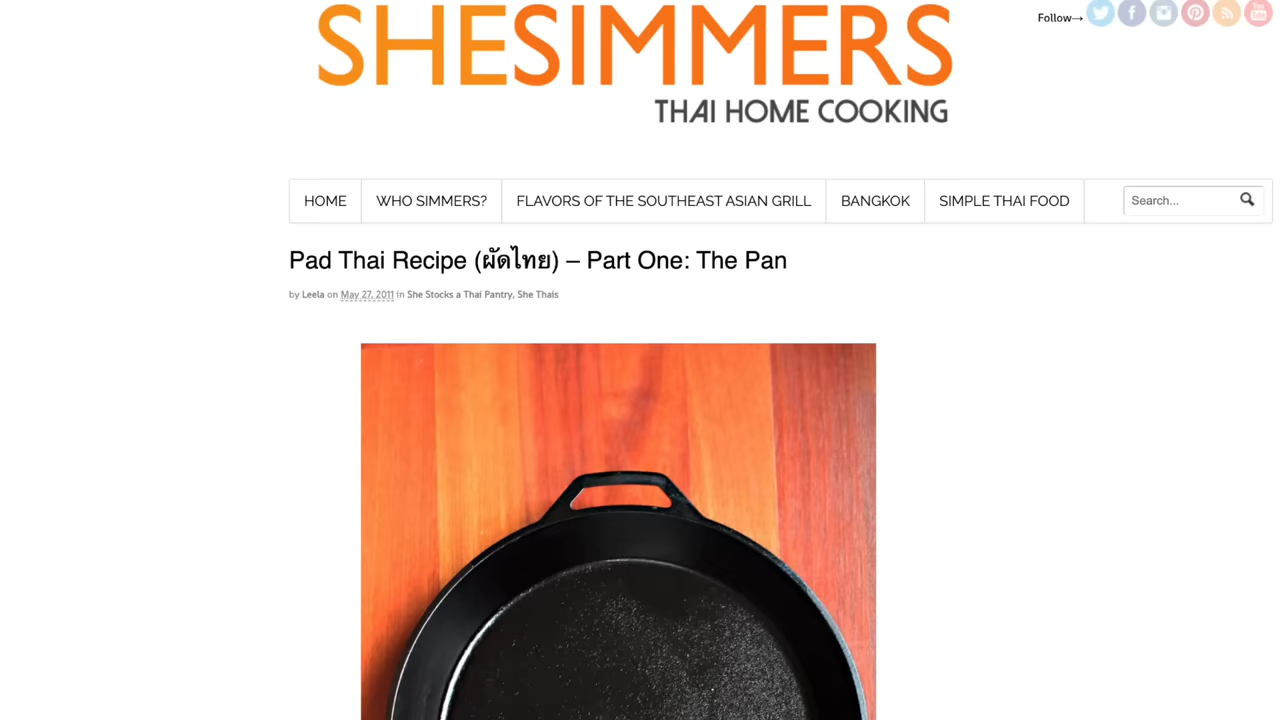 SHESIMMERS
THAI HOME COOKING
Follow→
HOME WHO SIMMERS? FLAVORS OF THE SOUTHEAST ASIAN GRILL BANGKOK SIMPLE THAI FOOD Search...
Pad Thai Recipe (ผัดไทย) – Part One: The Pan
by Leela on May 27, 2011 in She Stocks a Thai Pantry, She Thais